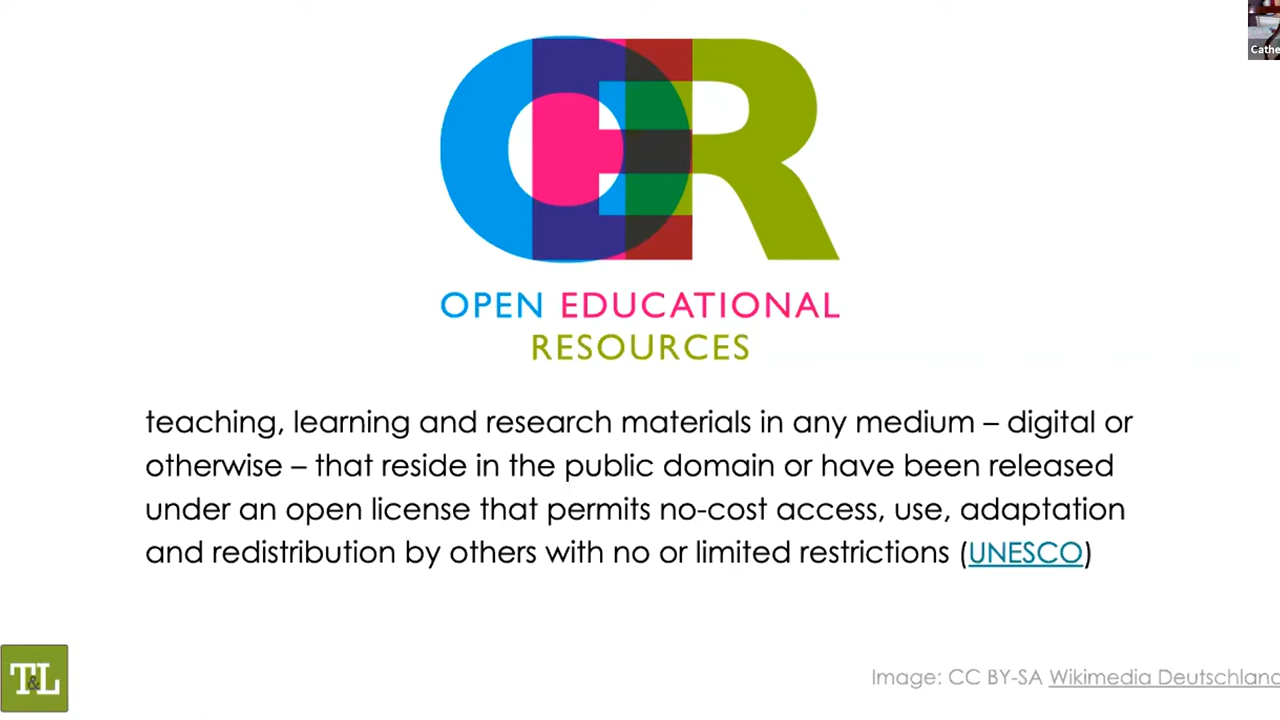 Cathe
OER
OPEN EDUCATIONAL
RESOURCES
teaching, learning and research materials in any medium – digital or
otherwise – that reside in the public domain or have been released
under an open license that permits no-cost access, use, adaptation
and redistribution by others with no or limited restrictions (UNESCO)
T&L
Image: CC BY-SA Wikimedia Deutschland